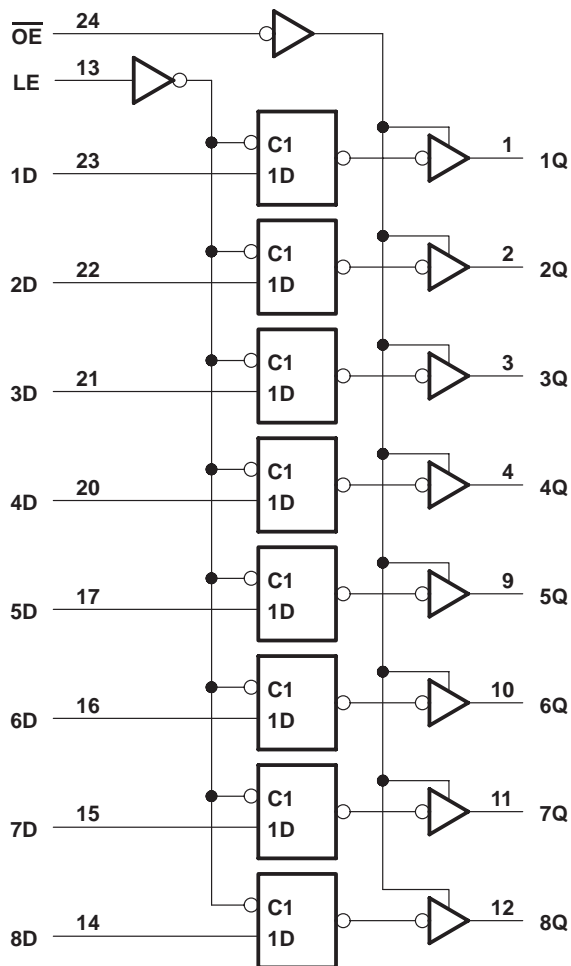 O̅E̅ 24
LE 13
C1 1 1Q
1D 23 1D
C1 2 2Q
2D 22 1D
C1 3 3Q
3D 21 1D
C1 4 4Q
4D 20 1D
C1 9 5Q
5D 17 1D
C1 10 6Q
6D 16 1D
C1 11 7Q
7D 15 1D
C1 12 8Q
8D 14 1D